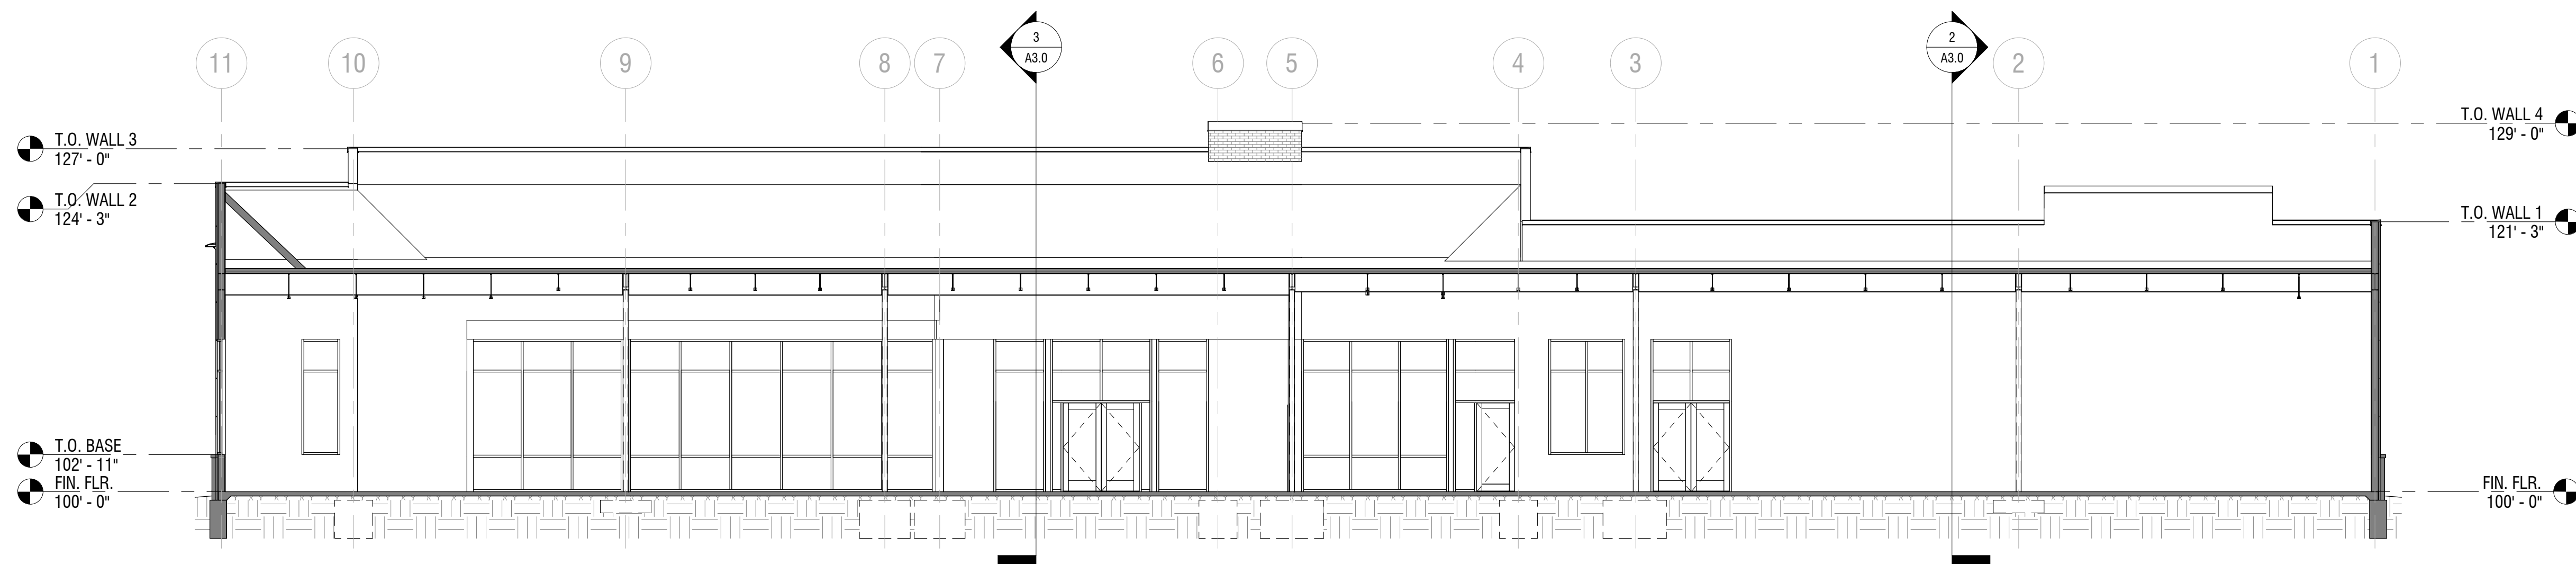 11
10
9
8
7
3
A3.0
6
5
4
3
2
A3.0
2
1
T.O. WALL 3
127' - 0"
T.O. WALL 2
124' - 3"
T.O. BASE
102' - 11"
FIN. FLR.
100' - 0"
T.O. WALL 4
129' - 0"
T.O. WALL 1
121' - 3"
FIN. FLR.
100' - 0"